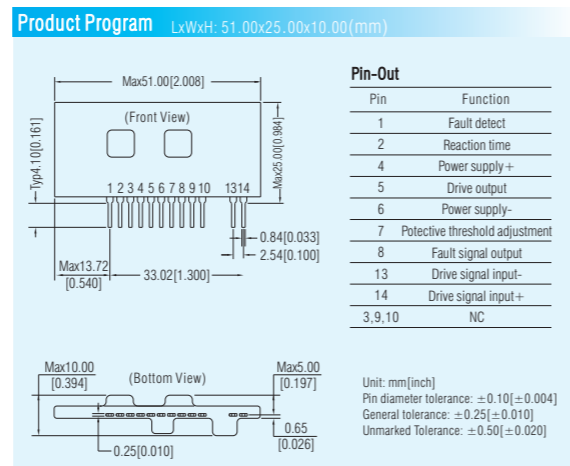 Product Program LxWxH: 51.00x25.00x10.00(mm)
Max51.00[2.008]
(Front View)
Typ4.10[0.161]
Max25.00[0.984]
1 2 3 4 5 6 7 8 9 10 1314
0.84[0.033]
2.54[0.100]
Max13.72
[0.540]
33.02[1.300]
Pin-Out
Pin Function
1 Fault detect
2 Reaction time
4 Power supply+
5 Drive output
6 Power supply-
7 Potective threshold adjustment
8 Fault signal output
13 Drive signal input-
14 Drive signal input+
3,9,10 NC
Max10.00
[0.394]
(Bottom View)
Max5.00
[0.197]
0.65
[0.026]
0.25[0.010]
Unit: mm[inch]
Pin diameter tolerance: ±0.10[±0.004]
General tolerance: ±0.25[±0.010]
Unmarked Tolerance: ±0.50[±0.020]